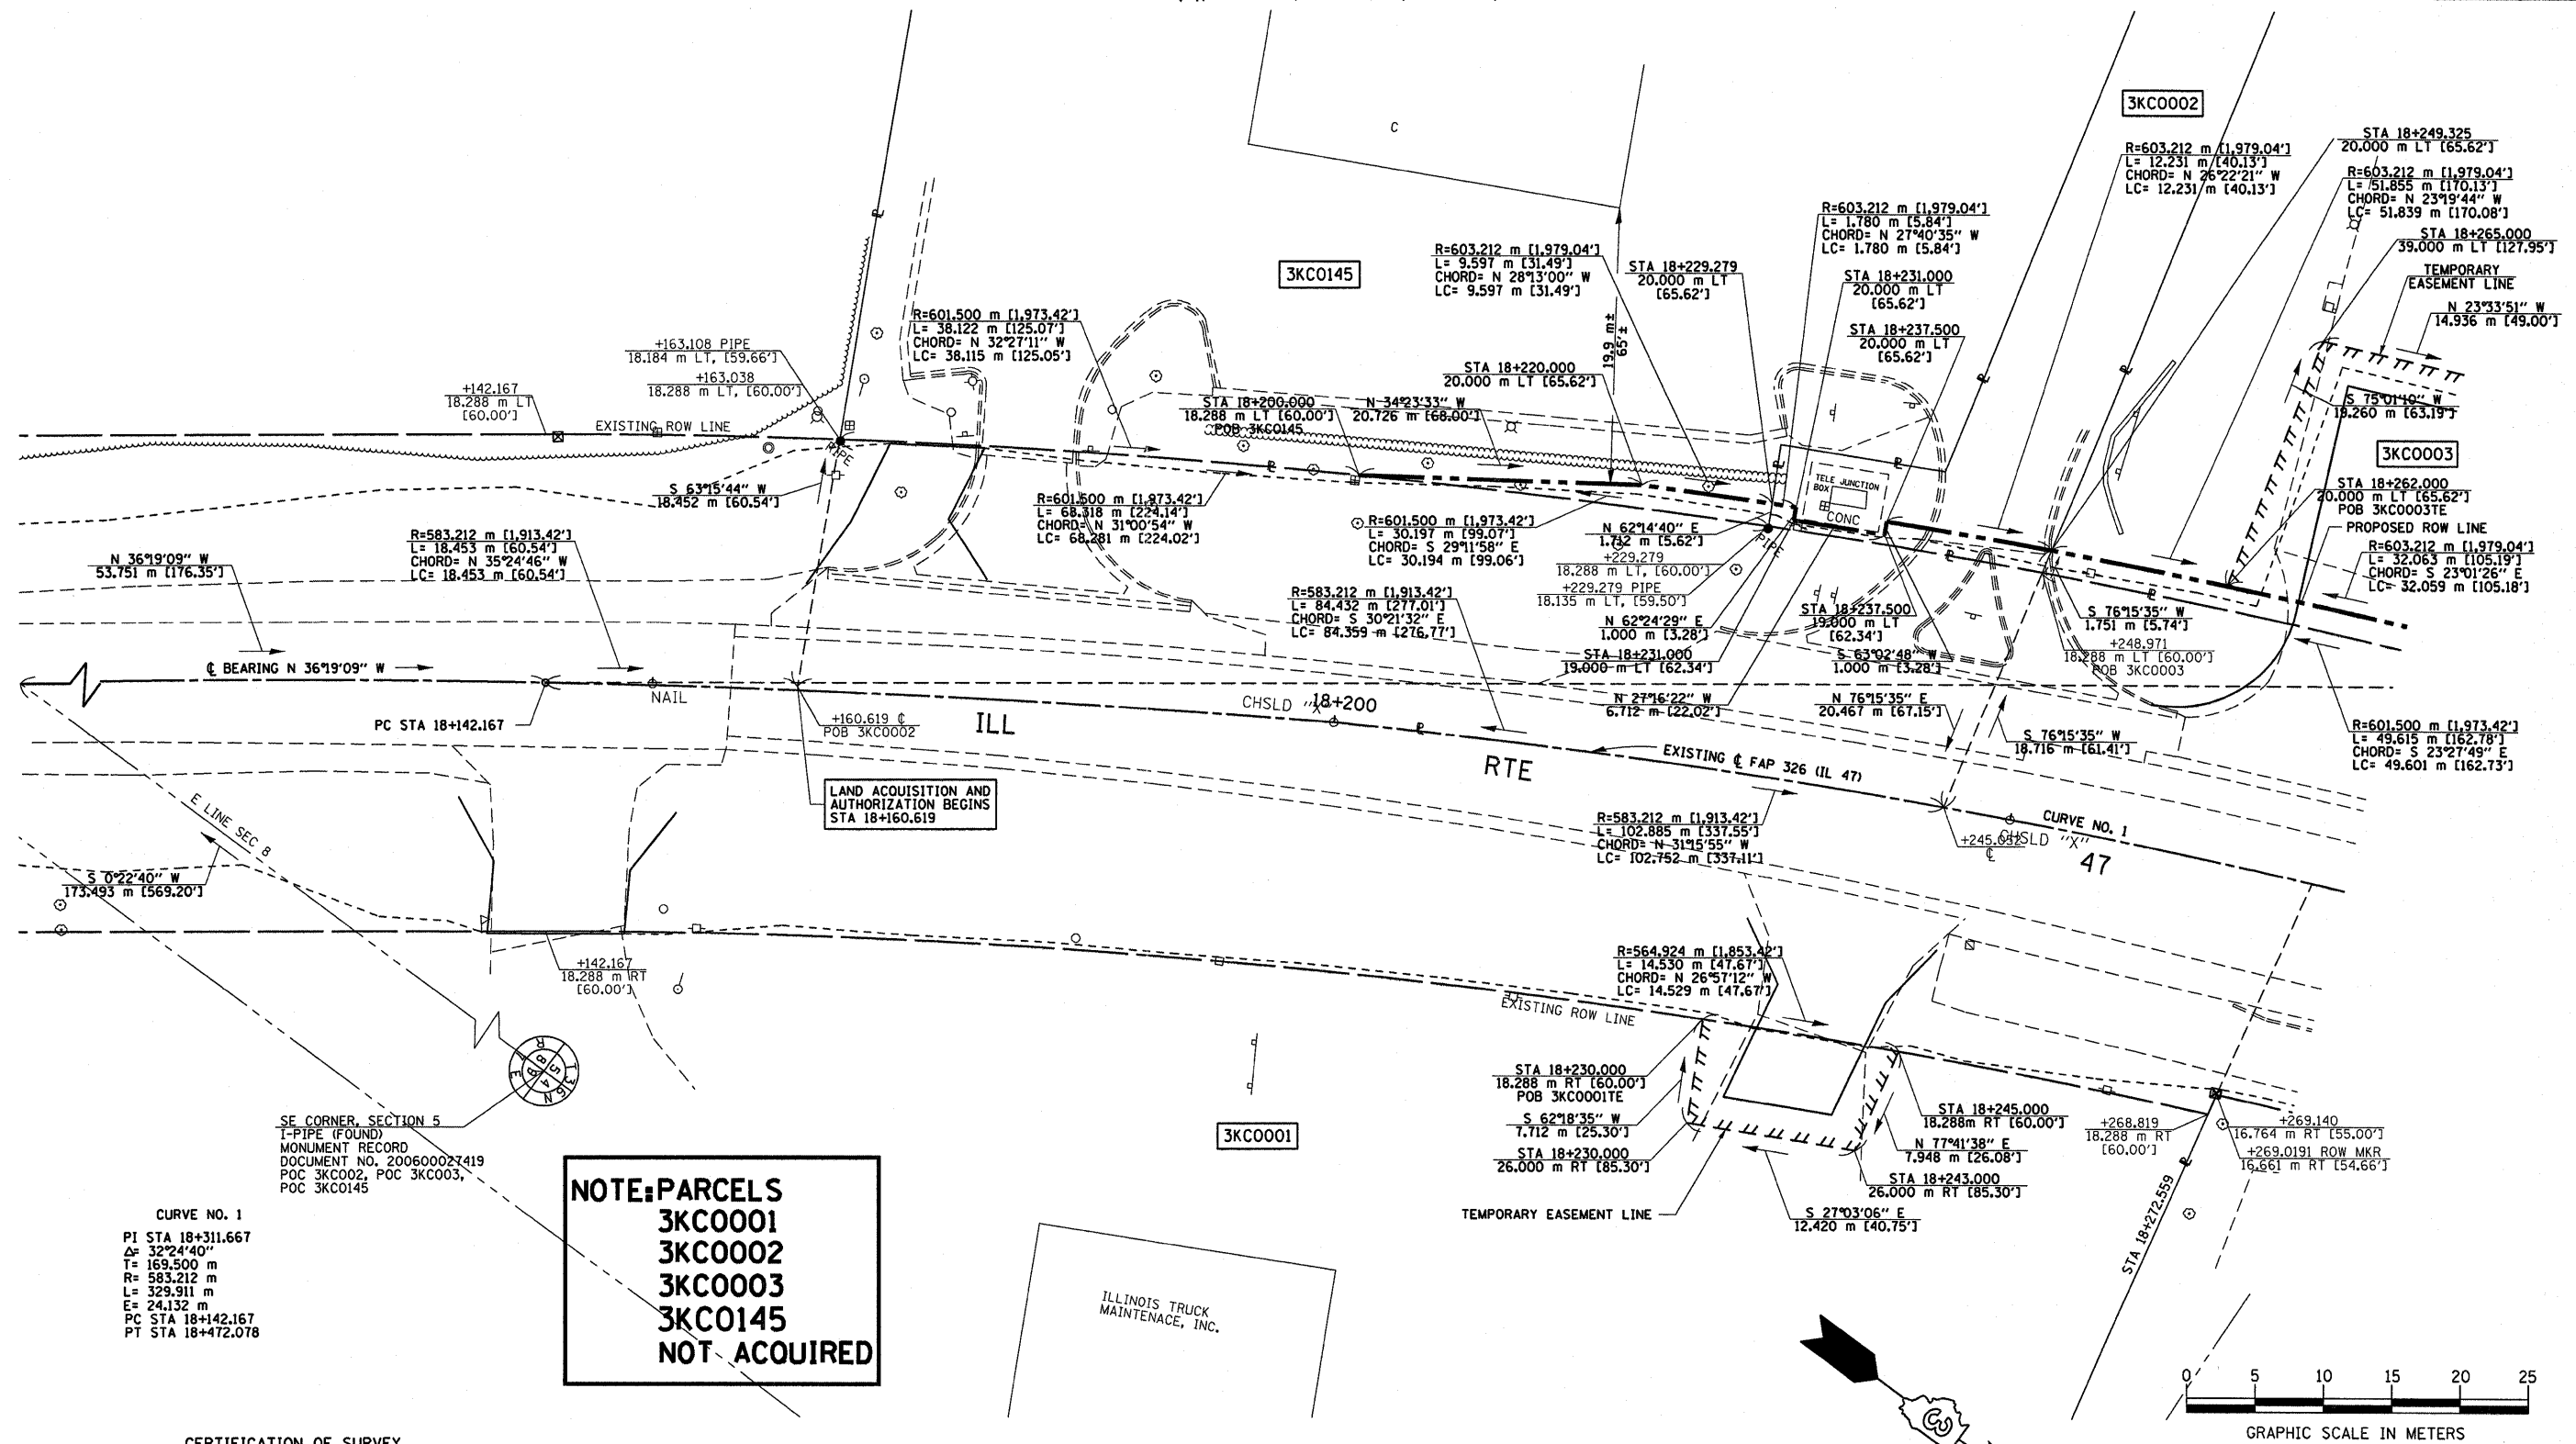 3KC0002
STA 18+249.325
20.000 m LT [65.62']
R=603.212 m [1,979.04']
L= 12.231 m [40.13']
CHORD= N 26°22'21" W
LC= 12.231 m [40.13']
R=603.212 m [1,979.04']
L= 51.855 m [170.13']
CHORD= N 23°19'44" W
LC= 51.839 m [170.08']
C
R=603.212 m [1,979.04']
L= 1.780 m [5.84']
CHORD= N 27°40'35" W
LC= 1.780 m [5.84']
STA 18+265.000
39.000 m LT [127.95']
TEMPORARY
EASEMENT LINE
N 23°33'51" W
14.936 m [49.00']
3KC0145
R=603.212 m [1,979.04']
L= 9.597 m [31.49']
CHORD= N 28°13'00" W
LC= 9.597 m [31.49']
STA 18+229.279
20.000 m LT
[65.62']
STA 18+231.000
20.000 m LT
[65.62']
STA 18+237.500
20.000 m LT
[65.62']
19.9 m±
65'±
R=601.500 m [1,973.42']
L= 38.122 m [125.07']
CHORD= N 32°27'11" W
LC= 38.115 m [125.05']
+163.108 PIPE
18.184 m LT, [59.66']
+163.038
18.288 m LT, [60.00']
+142.167
18.288 m LT
[60.00']
EXISTING ROW LINE
PIPE
STA 18+220.000
20.000 m LT [65.62']
STA 18+200.000
18.288 m LT [60.00']
POB 3KC0145
N 34°23'33" W
20.726 m [68.00']
S 75°01'10" W
19.260 m [63.19']
3KC0003
STA 18+262.000
20.000 m LT [65.62']
POB 3KC0003TE
PROPOSED ROW LINE
R=603.212 m [1,979.04']
L= 32.063 m [105.19']
CHORD= S 23°01'26" E
LC= 32.059 m [105.18']
TELE JUNCTION
BOX
CONC
PIPE
S 63°15'44" W
18.452 m [60.54']
R=601.500 m [1,973.42']
L= 68.318 m [224.14']
CHORD= N 31°00'54" W
LC= 68.281 m [224.02']
R=601.500 m [1,973.42']
L= 30.197 m [99.07']
CHORD= S 29°11'58" E
LC= 30.194 m [99.06']
N 62°14'40" E
1.712 m [5.62']
+229.279
18.288 m LT, [60.00']
+229.279 PIPE
18.135 m LT, [59.50']
N 36°19'09" W
53.751 m [176.35']
R=583.212 m [1,913.42']
L= 18.453 m [60.54']
CHORD= N 35°24'46" W
LC= 18.453 m [60.54']
R=583.212 m [1,913.42']
L= 84.432 m [277.01']
CHORD= S 30°21'32" E
LC= 84.359 m [276.77']
N 62°24'29" E
1.000 m [3.28']
STA 18+231.000
19.000 m LT [62.34']
STA 18+237.500
19.000 m LT
[62.34']
S 63°02'48" W
1.000 m [3.28']
S 76°15'35" W
1.751 m [5.74']
+248.971
18.288 m LT [60.00']
POB 3KC0003
N 27°16'22" W
6.712 m [22.02']
N 76°15'35" E
20.467 m [67.15']
S 76°15'35" W
18.716 m [61.41']
R=601.500 m [1,973.42']
L= 49.615 m [162.78']
CHORD= S 23°27'49" E
LC= 49.601 m [162.73']
℄ BEARING N 36°19'09" W
PC STA 18+142.167
NAIL
+160.619 ℄
POB 3KC0002
ILL
CHSLD "X"
18+200
RTE
EXISTING ℄ FAP 326 (IL 47)
LAND ACQUISITION AND
AUTHORIZATION BEGINS
STA 18+160.619
R=583.212 m [1,913.42']
L= 102.885 m [337.55']
CHORD= N 31°15'55" W
LC= 102.752 m [337.11']
CURVE NO. 1
CHSLD "X"
+245.052
℄
47
E LINE SEC 8
S 0°22'40" W
173.493 m [569.20']
+142.167
18.288 m RT
[60.00']
R=564.924 m [1,853.42']
L= 14.530 m [47.67']
CHORD= N 26°57'12" W
LC= 14.529 m [47.67']
EXISTING ROW LINE
STA 18+230.000
18.288 m RT [60.00']
POB 3KC0001TE
S 62°18'35" W
7.712 m [25.30']
STA 18+230.000
26.000 m RT [85.30']
TEMPORARY EASEMENT LINE
STA 18+245.000
18.288m RT [60.00']
N 77°41'38" E
7.948 m [26.08']
STA 18+243.000
26.000 m RT [85.30']
S 27°03'06" E
12.420 m [40.75']
+268.819
18.288 m RT
[60.00']
+269.140
16.764 m RT [55.00']
+269.0191 ROW MKR
16.661 m RT [54.66']
STA 18+272.559
3KC0001
SE CORNER, SECTION 5
I-PIPE (FOUND)
MONUMENT RECORD
DOCUMENT NO. 200600027419
POC 3KC002, POC 3KC003,
POC 3KC0145
NOTE:PARCELS
3KC0001
3KC0002
3KC0003
3KC0145
NOT ACQUIRED
CURVE NO. 1
PI STA 18+311.667
Δ= 32°24'40"
T= 169.500 m
R= 583.212 m
L= 329.911 m
E= 24.132 m
PC STA 18+142.167
PT STA 18+472.078
ILLINOIS TRUCK
MAINTENACE, INC.
0 5 10 15 20 25
GRAPHIC SCALE IN METERS
CERTIFICATION OF SURVEY